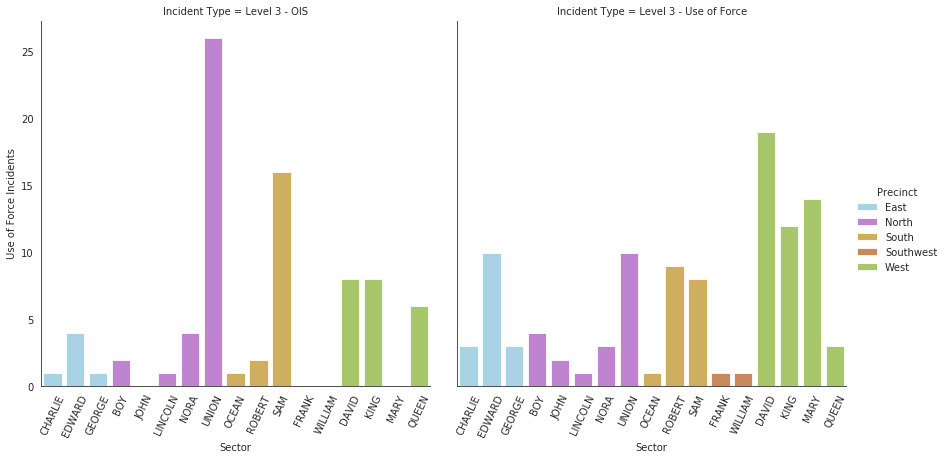 Incident Type = Level 3 - OIS
Incident Type = Level 3 - Use of Force
Use of Force Incidents
25
20
15
10
5
0
CHARLIE
EDWARD
GEORGE
BOY
JOHN
LINCOLN
NORA
UNION
OCEAN
ROBERT
SAM
FRANK
WILLIAM
DAVID
KING
MARY
QUEEN
Sector
CHARLIE
EDWARD
GEORGE
BOY
JOHN
LINCOLN
NORA
UNION
OCEAN
ROBERT
SAM
FRANK
WILLIAM
DAVID
KING
MARY
QUEEN
Sector
Precinct
East
North
South
Southwest
West